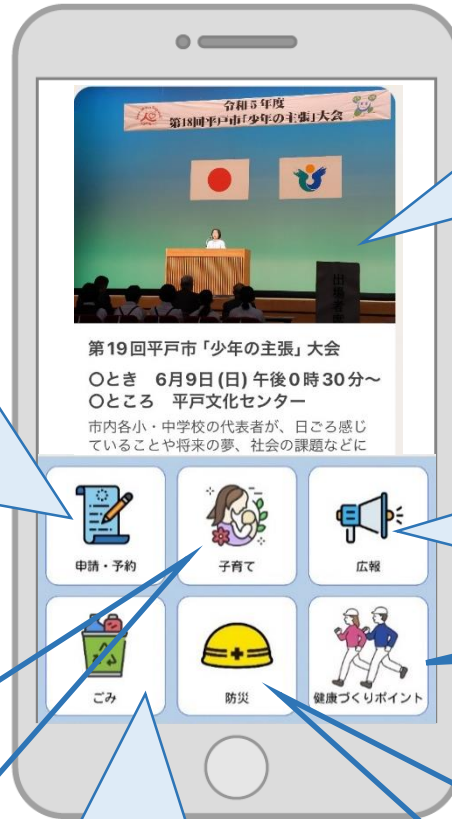 令和5年度
第18回平戸市「少年の主張」大会
第19回平戸市「少年の主張」大会
〇とき　6月9日(日)午後0時30分~
〇ところ　平戸文化センター
市内各小・中学校の代表者が、日ごろ感じ
ていることや将来の夢、社会の課題などに
申請・予約
子育て
広報
ごみ
防災
健康づくりポイント